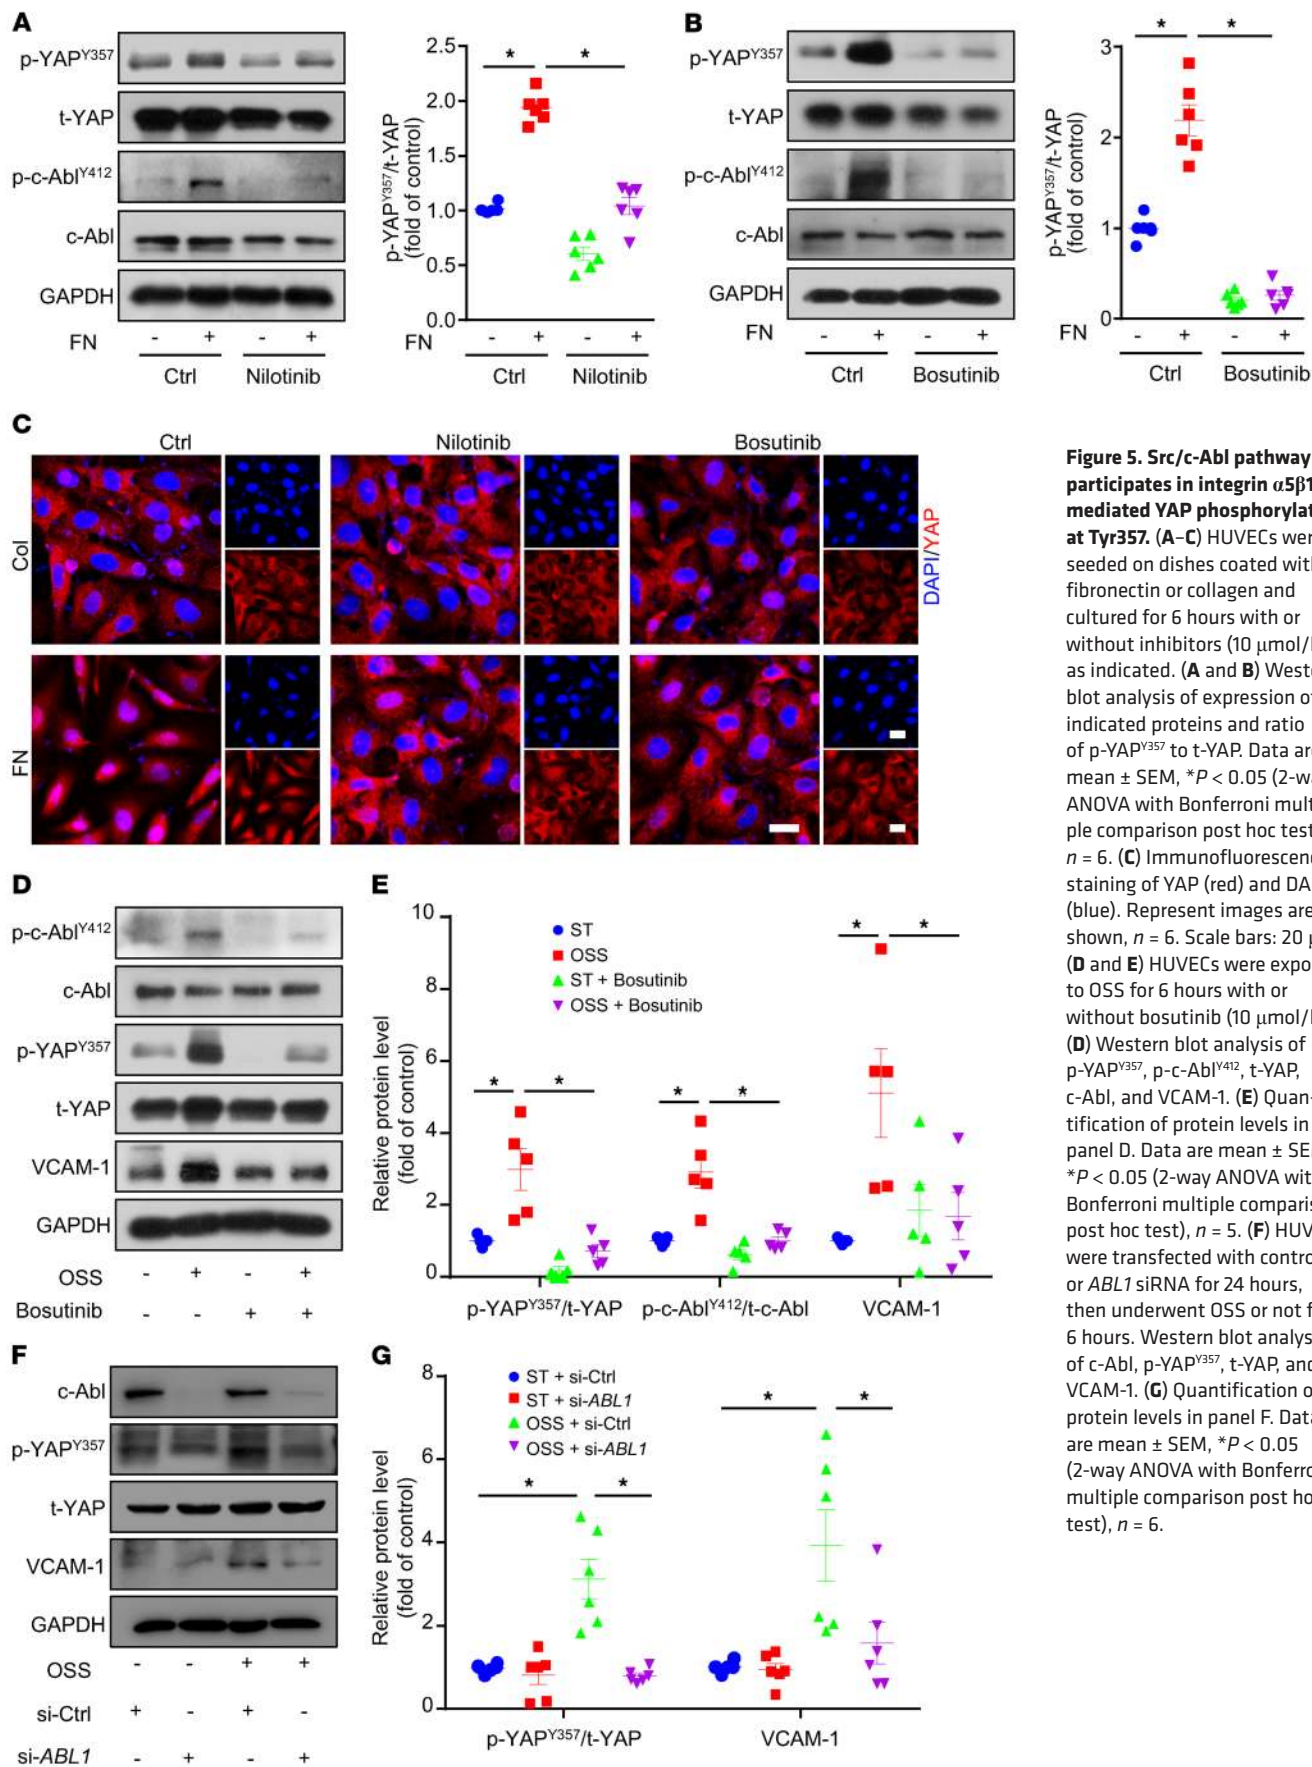 A
p-YAPY357
t-YAP
p-c-AblY412
c-Abl
GAPDH
FN - + - +
Ctrl Nilotinib
p-YAPY357/t-YAP
(fold of control)
2.5
2.0
1.5
1.0
0.5
0.0
* *
- + - +
Ctrl Nilotinib
B
p-YAPY357
t-YAP
p-c-AblY412
c-Abl
GAPDH
FN - + - +
Ctrl Bosutinib
p-YAPY357/t-YAP
(fold of control)
3
2
1
0
* *
FN - + - +
Ctrl Bosutinib
C
Ctrl Nilotinib Bosutinib
Col
FN
DAPI/YAP
Figure 5. Src/c-Abl pathway
participates in integrin α5β1
mediated YAP phosphorylat
at Tyr357. (A–C) HUVECs wer
seeded on dishes coated with
fibronectin or collagen and
cultured for 6 hours with or
without inhibitors (10 μmol/
as indicated. (A and B) Weste
blot analysis of expression of
indicated proteins and ratio
of p-YAPY357 to t-YAP. Data are
mean ± SEM, *P < 0.05 (2-wa
ANOVA with Bonferroni mult
ple comparison post hoc test
n = 6. (C) Immunofluorescenc
staining of YAP (red) and DA
(blue). Represent images are
shown, n = 6. Scale bars: 20 μ
(D and E) HUVECs were expo
to OSS for 6 hours with or
without bosutinib (10 μmol/
(D) Western blot analysis of
p-YAPY357, p-c-AblY412, t-YAP,
c-Abl, and VCAM-1. (E) Quan-
tification of protein levels in
panel D. Data are mean ± SE
*P < 0.05 (2-way ANOVA wit
Bonferroni multiple comparis
post hoc test), n = 5. (F) HUV
were transfected with contro
or ABL1 siRNA for 24 hours,
then underwent OSS or not f
6 hours. Western blot analys
of c-Abl, p-YAPY357, t-YAP, and
VCAM-1. (G) Quantification o
protein levels in panel F. Data
are mean ± SEM, *P < 0.05
(2-way ANOVA with Bonferro
multiple comparison post ho
test), n = 6.
D
p-c-AblY412
c-Abl
p-YAPY357
t-YAP
VCAM-1
GAPDH
OSS - + - +
Bosutinib - - + +
E
Relative protein level
(fold of control)
10
8
6
4
2
0
ST
OSS
ST + Bosutinib
OSS + Bosutinib
* * * * * *
p-YAPY357/t-YAP p-c-AblY412/t-c-Abl VCAM-1
F
c-Abl
p-YAPY357
t-YAP
VCAM-1
GAPDH
OSS - - + +
si-Ctrl + - + -
si-ABL1 - + - +
G
Relative protein level
(fold of control)
8
6
4
2
0
ST + si-Ctrl
ST + si-ABL1
OSS + si-Ctrl
OSS + si-ABL1
* * * *
p-YAPY357/t-YAP VCAM-1